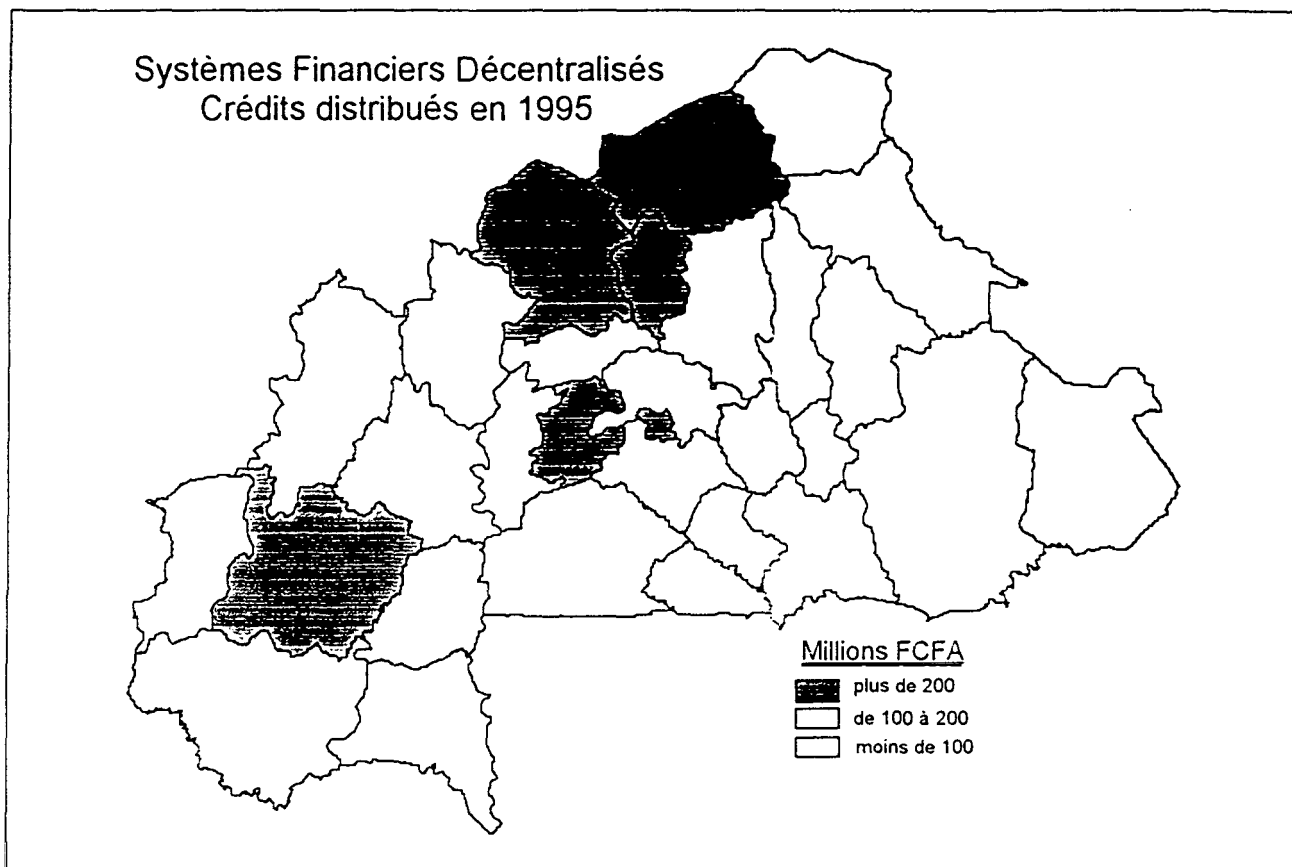 Systèmes Financiers Décentralisés
Crédits distribués en 1995
Millions FCFA
plus de 200
de 100 à 200
moins de 100